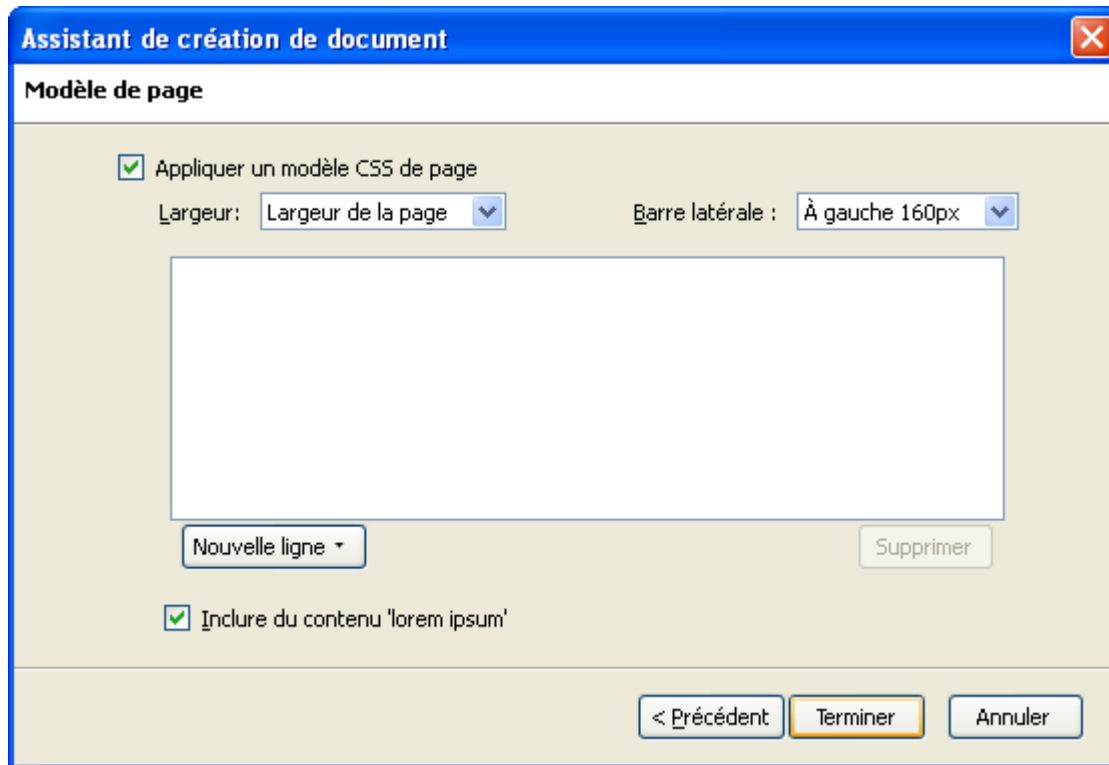 Assistant de création de document
Modèle de page
Appliquer un modèle CSS de page
Largeur: Largeur de la page Barre latérale : À gauche 160px
Nouvelle ligne Supprimer
Inclure du contenu 'lorem ipsum'
< Précédent Terminer Annuler